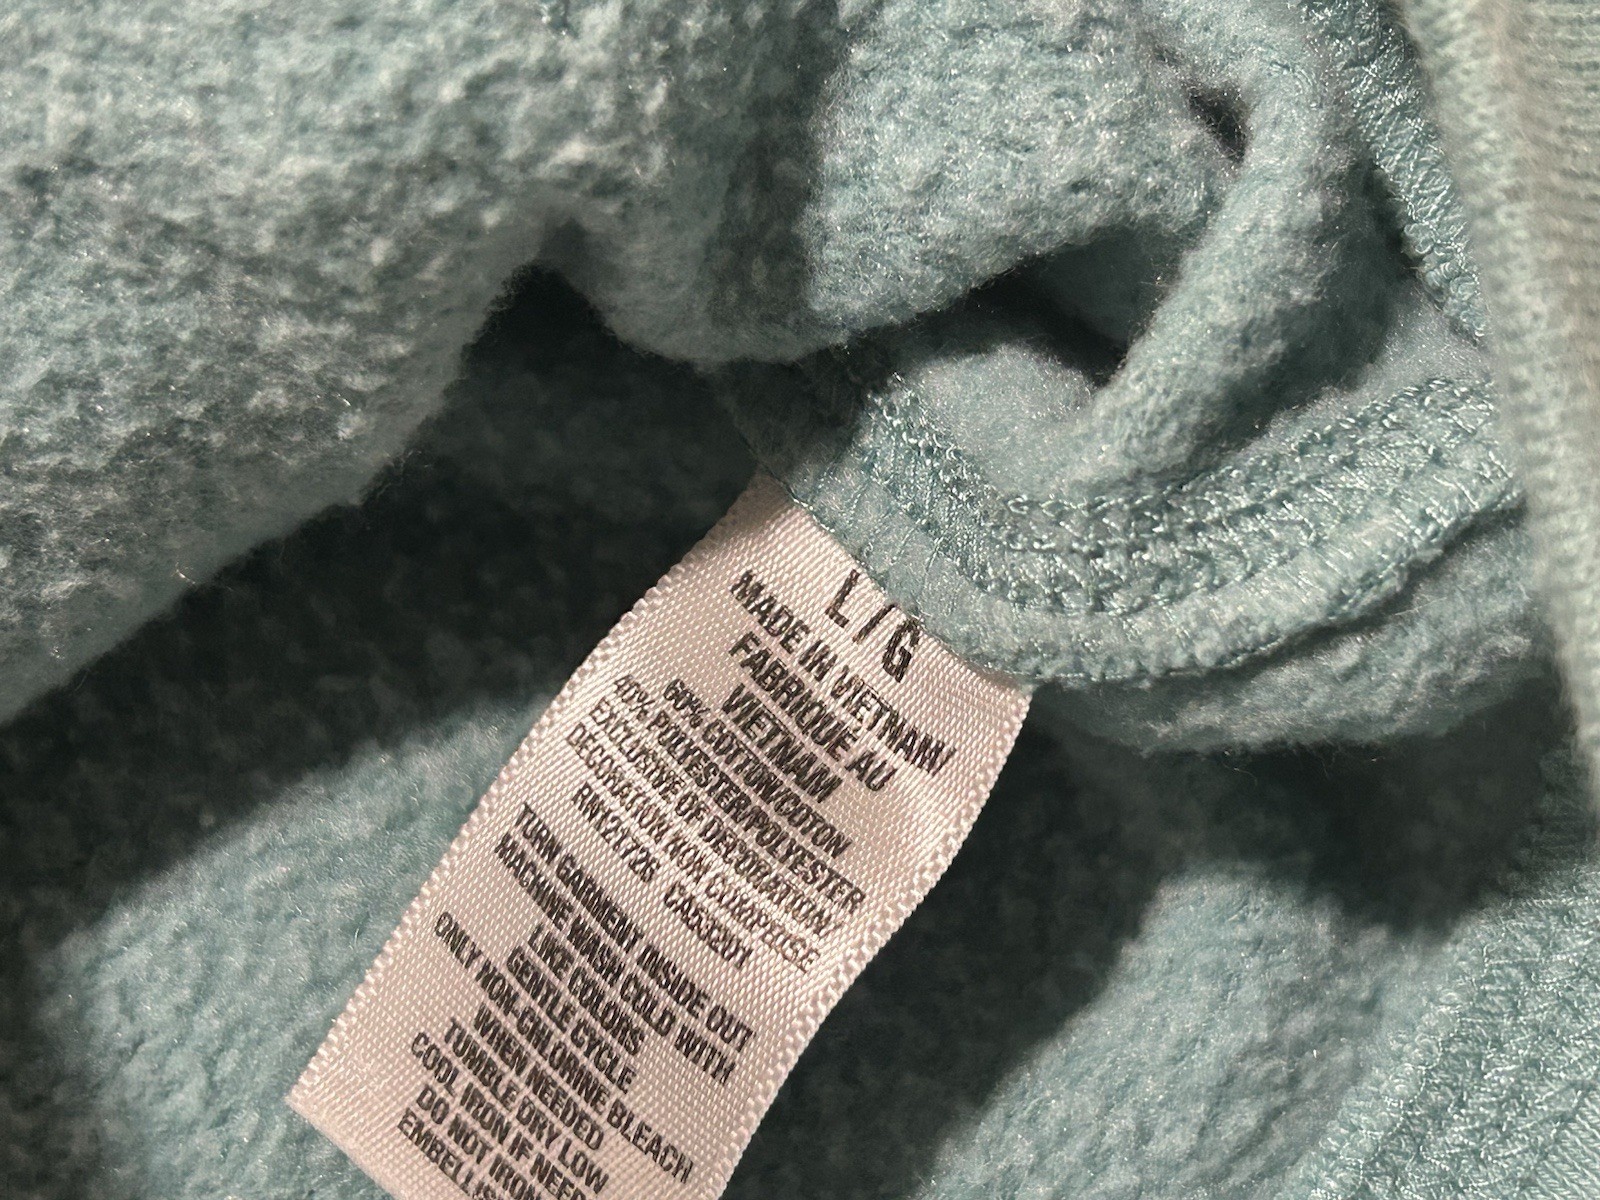 L / G
MADE IN VIETNAM/
FABRIQUE AU
VIETNAM
60% COTTON/COTON
40% POLYESTER/POLYESTER
EXCLUSIVE OF DECORATION/
DECORATION NON COMPRISE
RN121726 CA53201
TURN GARMENT INSIDE OUT
MACHINE WASH COLD WITH
LIKE COLORS
GENTLE CYCLE
ONLY NON-CHLORINE BLEACH
WHEN NEEDED
TUMBLE DRY LOW
COOL IRON IF NEED
DO NOT IRON